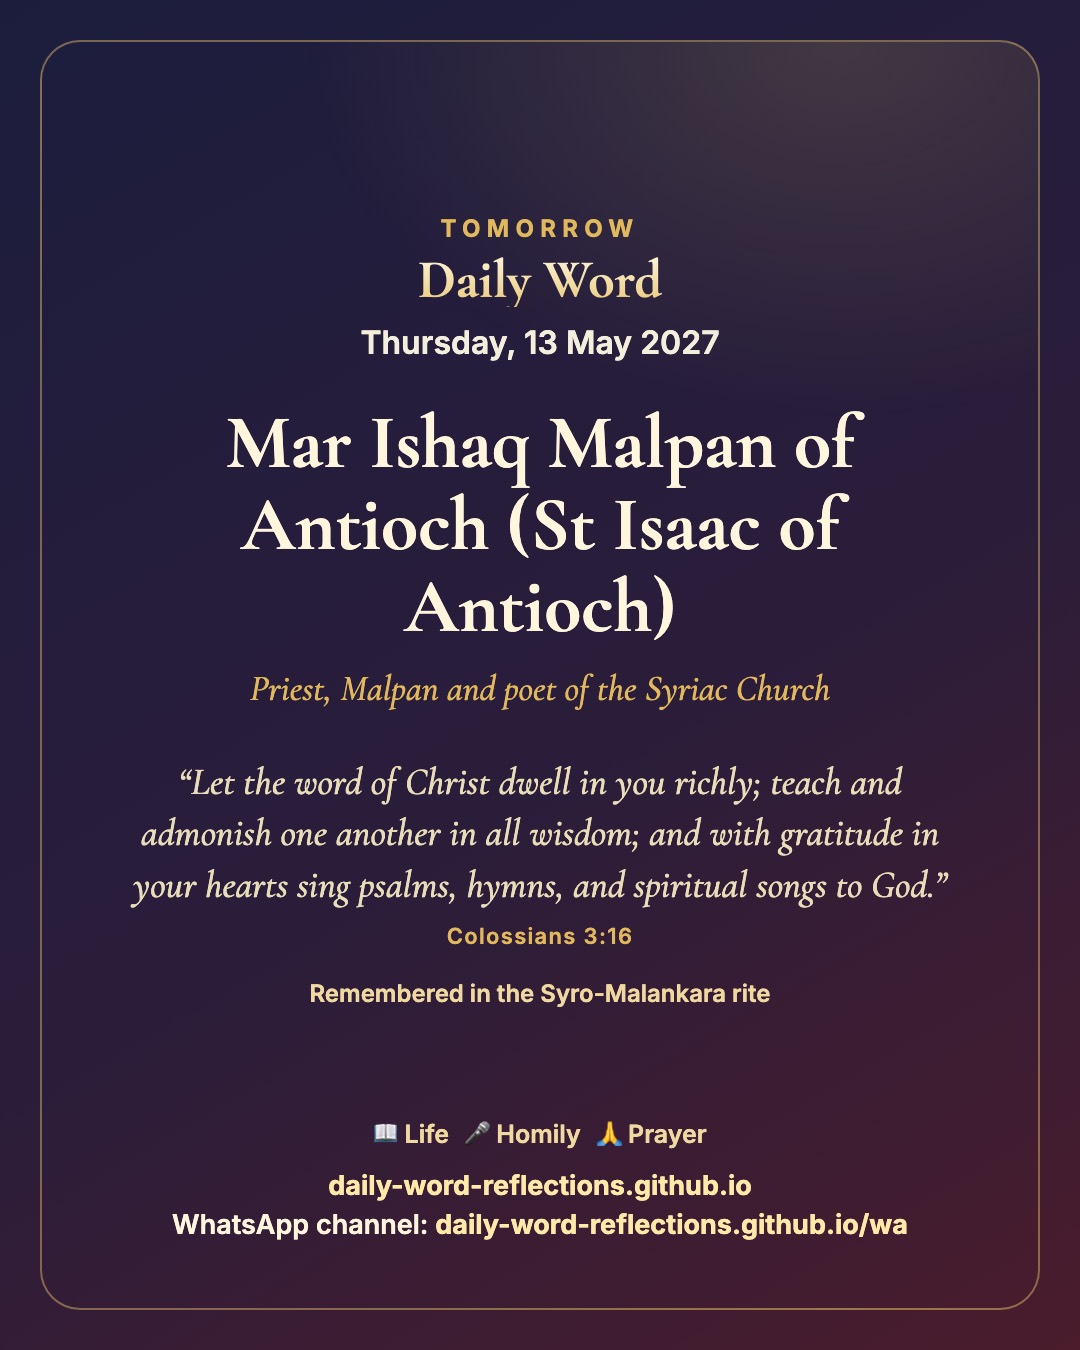 TOMORROW
Daily Word
Thursday, 13 May 2027
Mar Ishaq Malpan of
Antioch (St Isaac of
Antioch)
Priest, Malpan and poet of the Syriac Church
“Let the word of Christ dwell in you richly; teach and
admonish one another in all wisdom; and with gratitude in
your hearts sing psalms, hymns, and spiritual songs to God.”
Colossians 3:16
Remembered in the Syro-Malankara rite
📖 Life 🎤 Homily 🙏 Prayer
daily-word-reflections.github.io
WhatsApp channel: daily-word-reflections.github.io/wa